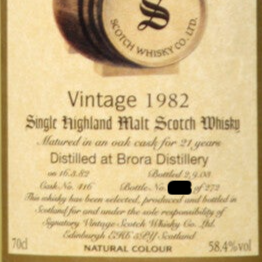 S
SCOTCH WHISKY CO. LTD.
Vintage 1982
Single Highland Malt Scotch Whisky
Matured in an oak cask for 21 years
Distilled at Brora Distillery
on 16.3.82 Bottled 2.9.03
Cask No. 416 Bottle No. of 272
This whisky has been selected, produced and bottled in
Scotland for and under the sole responsibility of
Signatory Vintage Scotch Whisky Co. Ltd.
Edinburgh EH6 5PY Scotland
70cl NATURAL COLOUR 58.4%vol